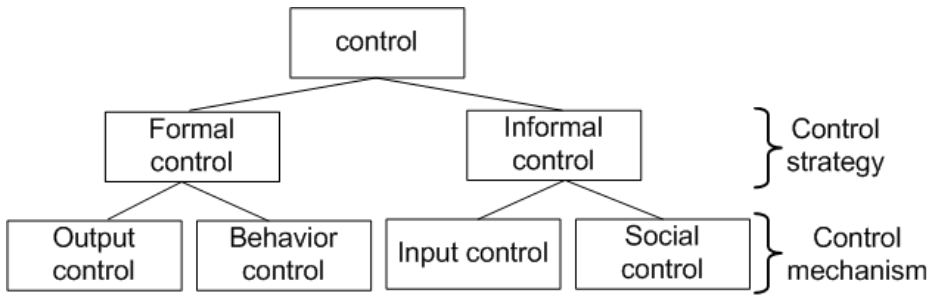 control
Formal
control
Informal
control
Control
strategy
Output
control
Behavior
control
Input control
Social
control
Control
mechanism